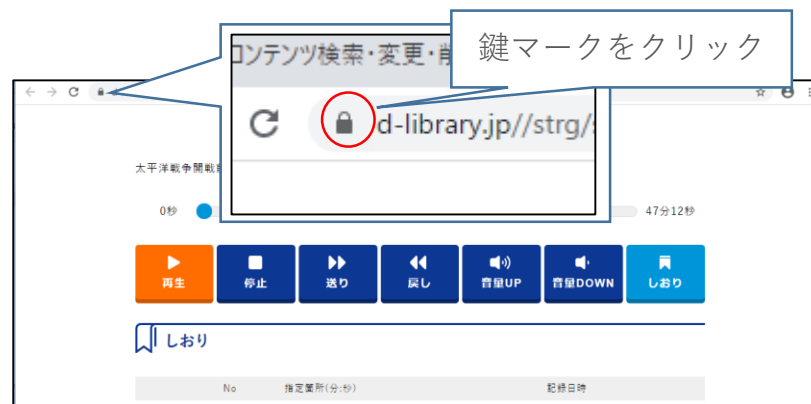 鍵マークをクリック
コンテンツ検索・変更・削
d-library.jp//strg/
太平洋戦争開戦
0秒
47分12秒
再生
停止
送り
戻し
音量UP
音量DOWN
しおり
しおり
No 指定箇所(分:秒) 記録日時